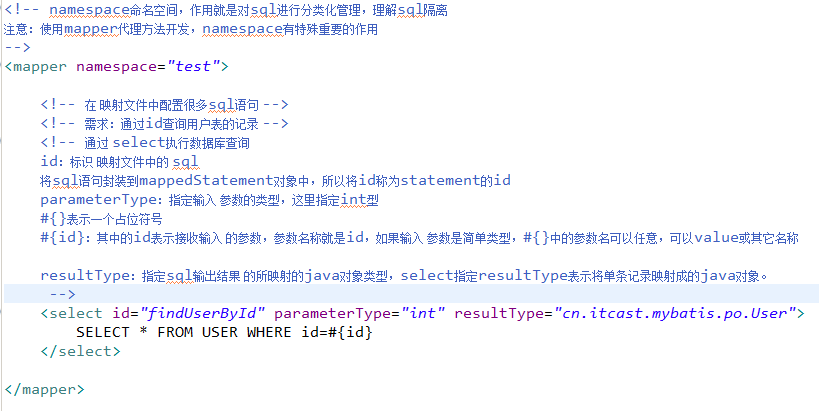 <!-- namespace命名空间，作用就是对sql进行分类化管理，理解sql隔离
注意：使用mapper代理方法开发，namespace有特殊重要的作用
-->
<mapper namespace="test">
<!-- 在 映射文件中配置很多sql语句 -->
<!-- 需求：通过id查询用户表的记录 -->
<!-- 通过 select执行数据库查询
id：标识 映射文件中的 sql
将sql语句封装到mappedStatement对象中，所以将id称为statement的id
parameterType：指定输入 参数的类型，这里指定int型
#{}表示一个占位符号
#{id}：其中的id表示接收输入 的参数，参数名称就是id，如果输入 参数是简单类型，#{}中的参数名可以任意，可以value或其它名称
resultType：指定sql输出结果 的所映射的java对象类型，select指定resultType表示将单条记录映射成的java对象。
-->
<select id="findUserById" parameterType="int" resultType="cn.itcast.mybatis.po.User">
SELECT * FROM USER WHERE id=#{id}
</select>
</mapper>